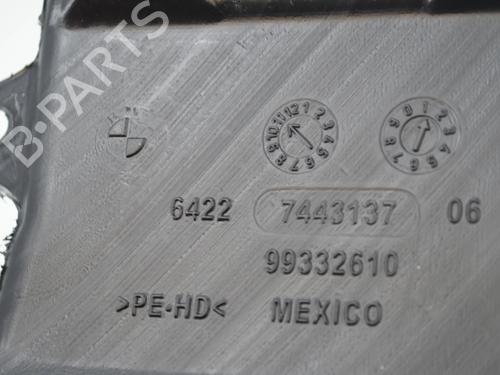 B-PARTS
6422 7443137 06
99332610
>PE-HD< MEXICO